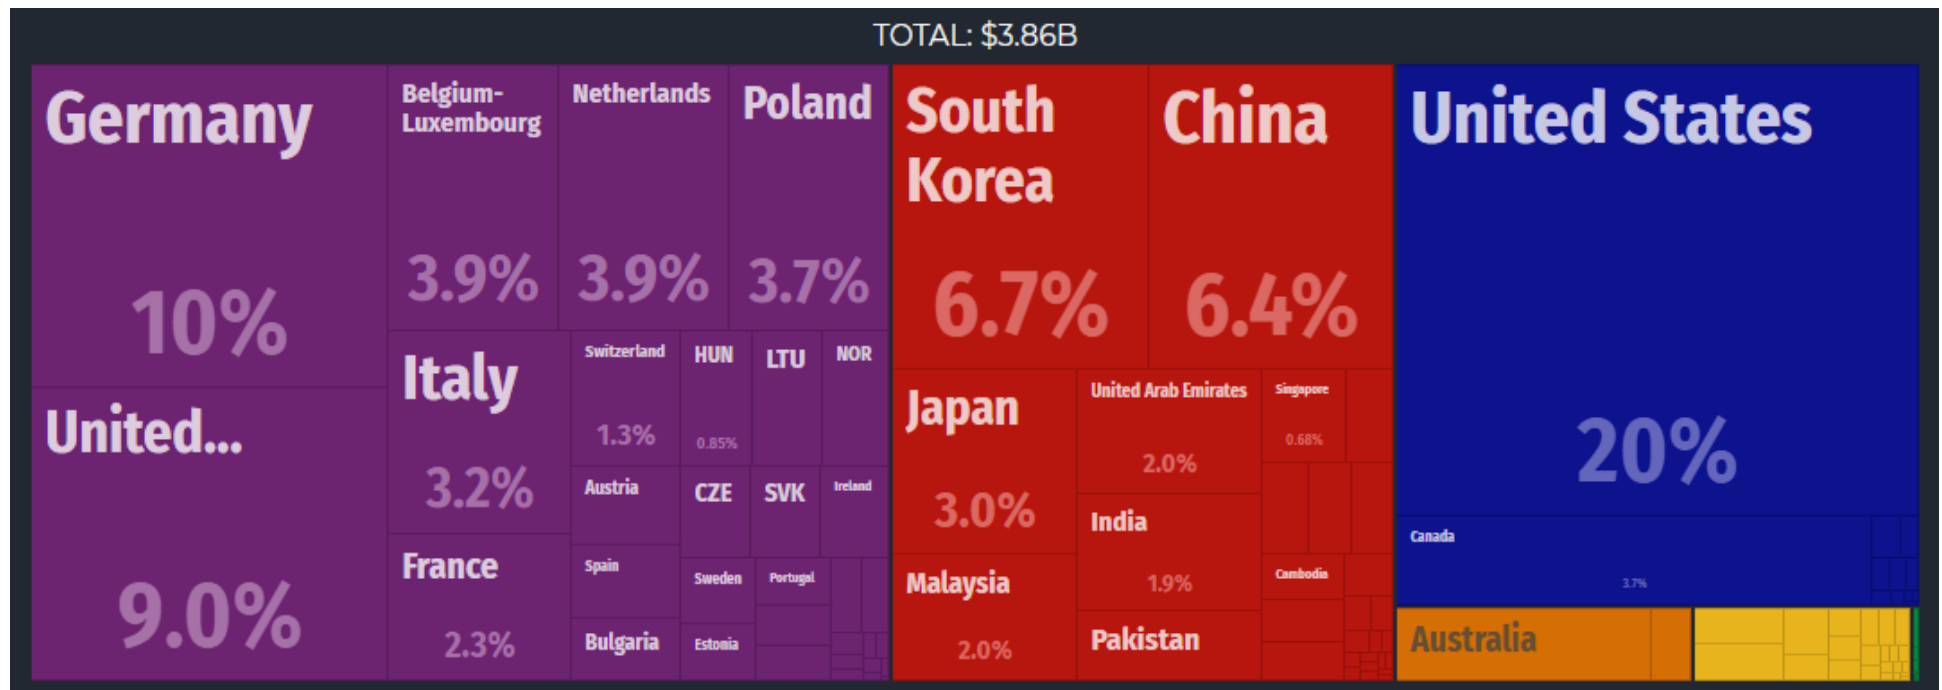 TOTAL: $3.86B
Germany
10%
United...
9.0%
Belgium-
Luxembourg
3.9%
Netherlands
3.9%
Poland
3.7%
Italy
3.2%
France
2.3%
Switzerland
1.3%
HUN
0.85%
LTU
NOR
Austria
CZE
SVK
Ireland
Spain
Sweden
Portugal
Bulgaria
Estonia
South
Korea
6.7%
China
6.4%
Japan
3.0%
United Arab Emirates
2.0%
Singapore
0.68%
India
1.9%
Malaysia
2.0%
Cambodia
Pakistan
United States
20%
Canada
3.7%
Australia